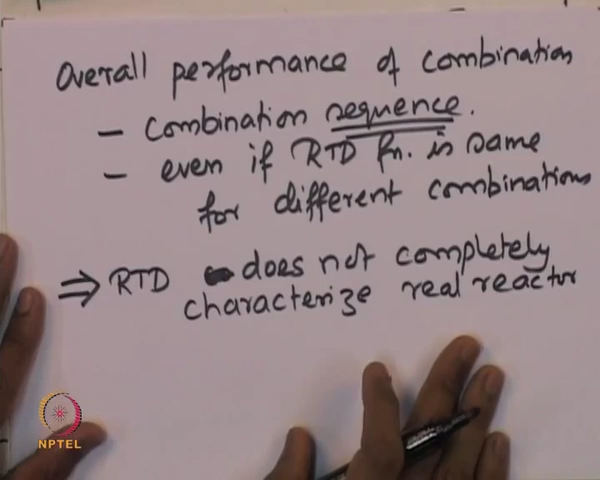 Overall performance of combination
- combination sequence.
- even if RTD fn. is same
for different combinations
⇒ RTD does not completely
characterize real reactor
NPTEL